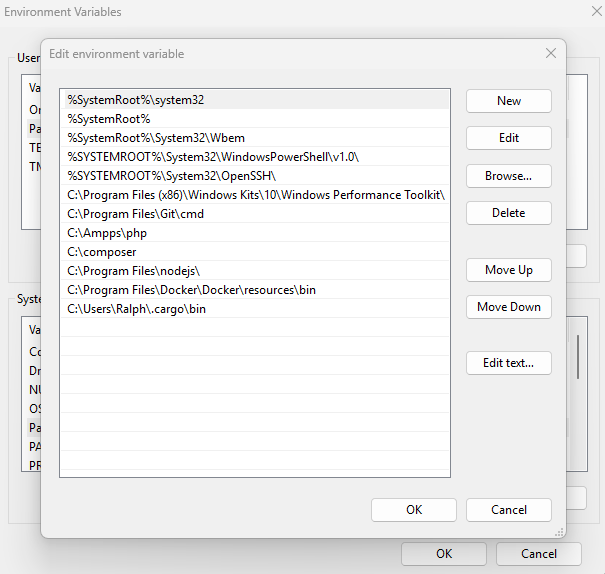 Environment Variables
Edit environment variable
User
Va
On
Pa
TE
TM
%SystemRoot%\system32
%SystemRoot%
%SystemRoot%\System32\Wbem
%SYSTEMROOT%\System32\WindowsPowerShell\v1.0\
%SYSTEMROOT%\System32\OpenSSH\
C:\Program Files (x86)\Windows Kits\10\Windows Performance Toolkit\
C:\Program Files\Git\cmd
C:\Ampps\php
C:\composer
C:\Program Files\nodejs\
C:\Program Files\Docker\Docker\resources\bin
C:\Users\Ralph\.cargo\bin
New
Edit
Browse...
Delete
Move Up
Move Down
Edit text...
Syste
Va
Co
Dr
NU
OS
Pa
PA
PR
OK
Cancel
OK
Cancel